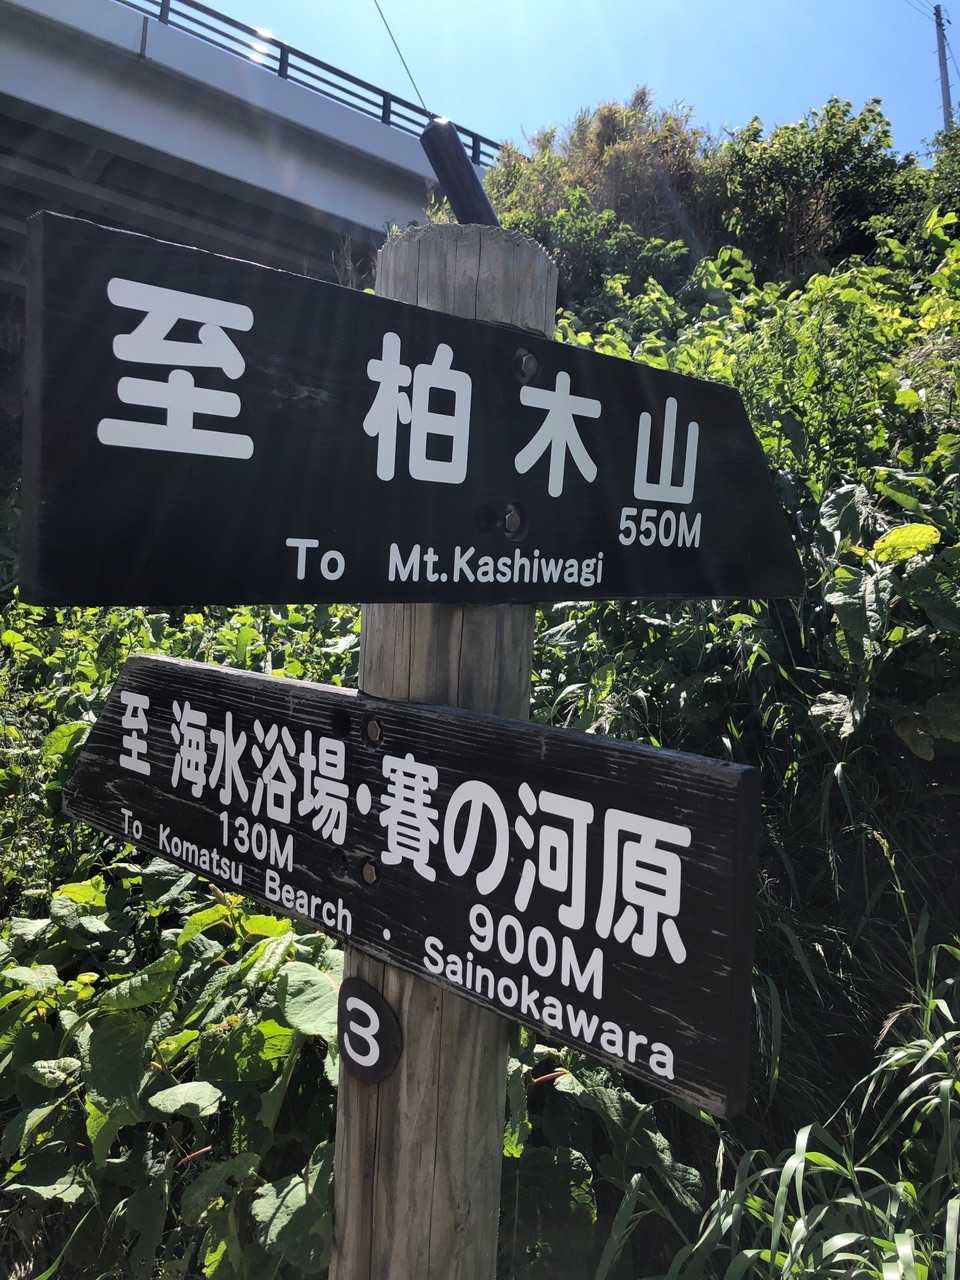 至 柏木山
550M
To Mt.Kashiwagi
至 海水浴場・賽の河原
130M 900M
To Komatsu Bearch ・ Sainokawara
3